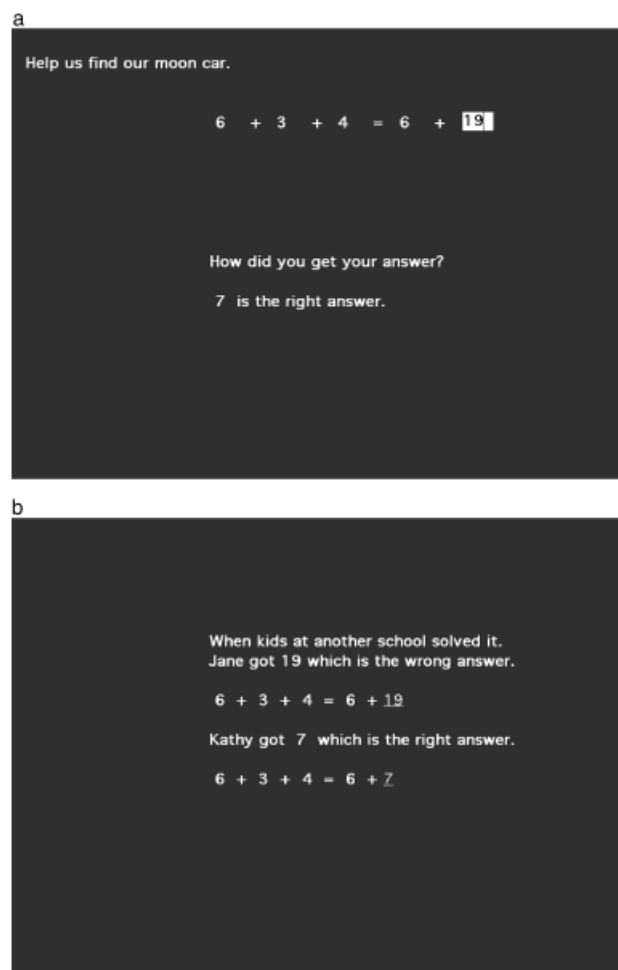 a
Help us find our moon car.
6 + 3 + 4 = 6 + 19
How did you get your answer?
7 is the right answer.
b
When kids at another school solved it.
Jane got 19 which is the wrong answer.
6 + 3 + 4 = 6 + 19
Kathy got 7 which is the right answer.
6 + 3 + 4 = 6 + 7